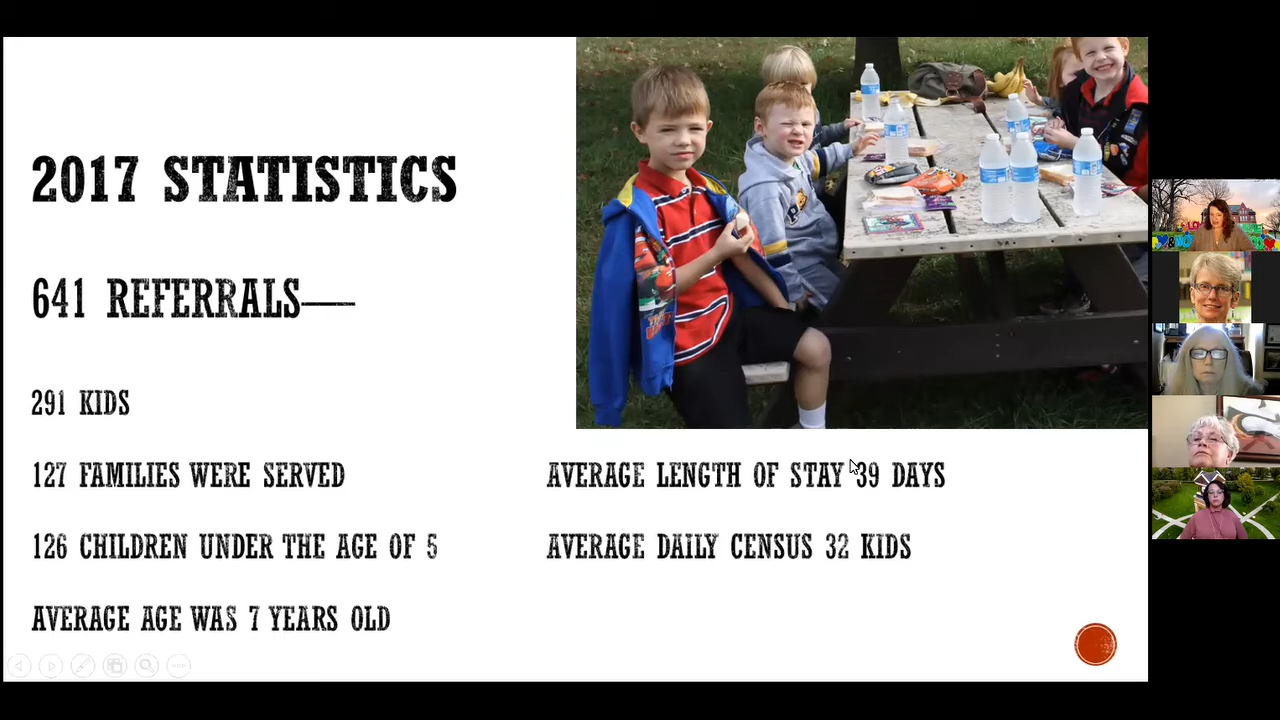 2017 STATISTICS
641 REFERRALS—
291 KIDS
127 FAMILIES WERE SERVED
126 CHILDREN UNDER THE AGE OF 5
AVERAGE AGE WAS 7 YEARS OLD
AVERAGE LENGTH OF STAY 39 DAYS
AVERAGE DAILY CENSUS 32 KIDS